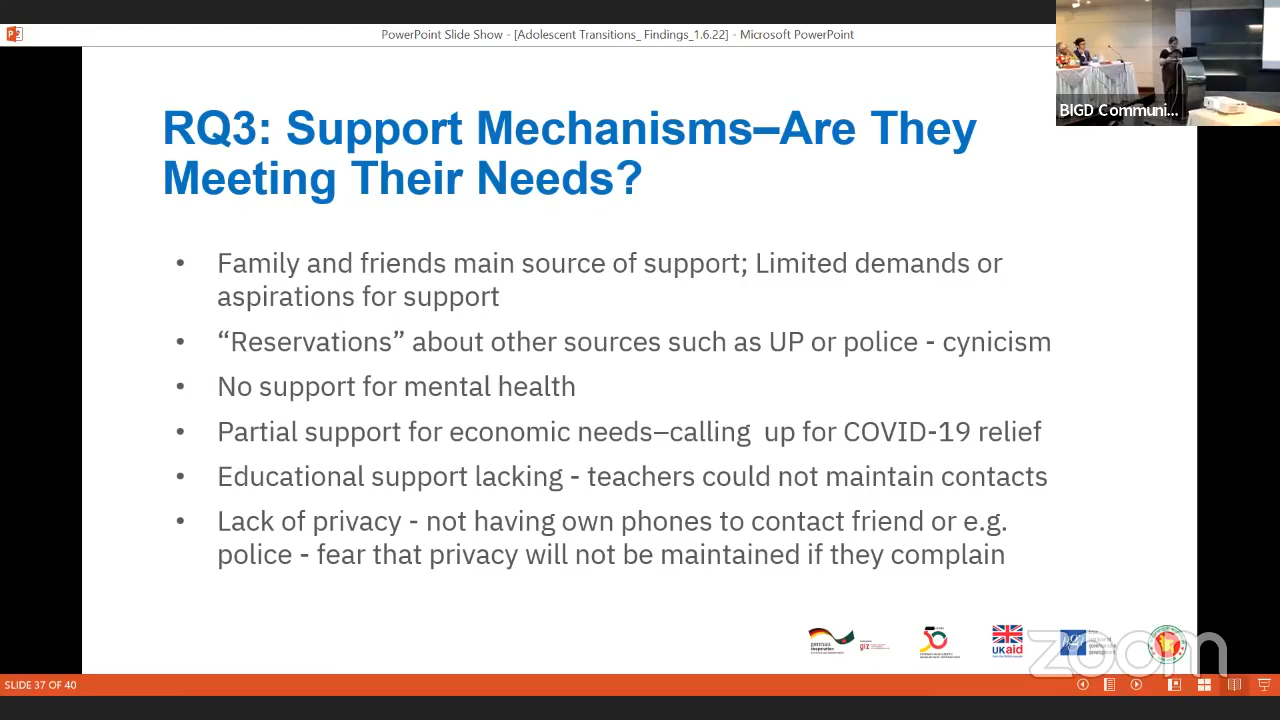 PowerPoint Slide Show - [Adolescent Transitions_ Findings_1.6.22] - Microsoft PowerPoint
BIGD Communi...
RQ3: Support Mechanisms–Are They
Meeting Their Needs?
• Family and friends main source of support; Limited demands or
aspirations for support
• “Reservations” about other sources such as UP or police - cynicism
• No support for mental health
• Partial support for economic needs–calling  up for COVID-19 relief
• Educational support lacking - teachers could not maintain contacts
• Lack of privacy - not having own phones to contact friend or e.g.
police - fear that privacy will not be maintained if they complain
german
cooperation
giz
50
UKaid
zoom
SLIDE 37 OF 40